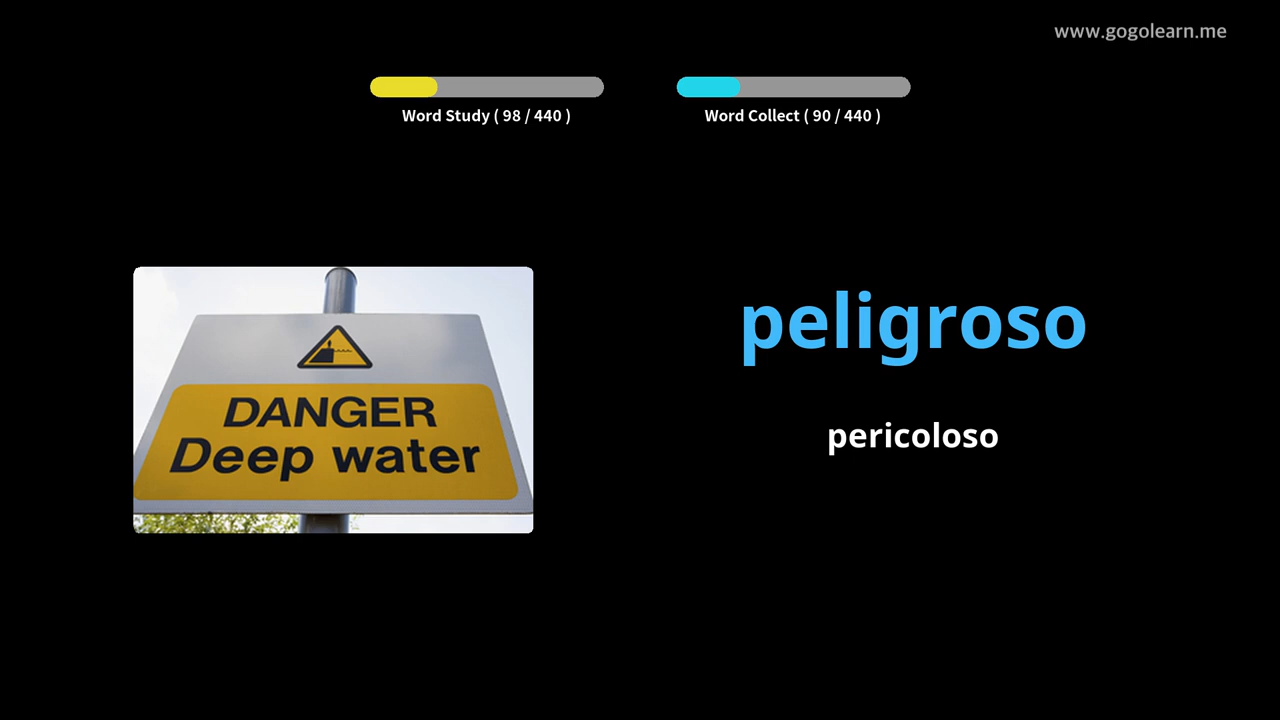 www.gogolearn.me
Word Study ( 98 / 440 )
Word Collect ( 90 / 440 )
DANGER
Deep water
peligroso
pericoloso